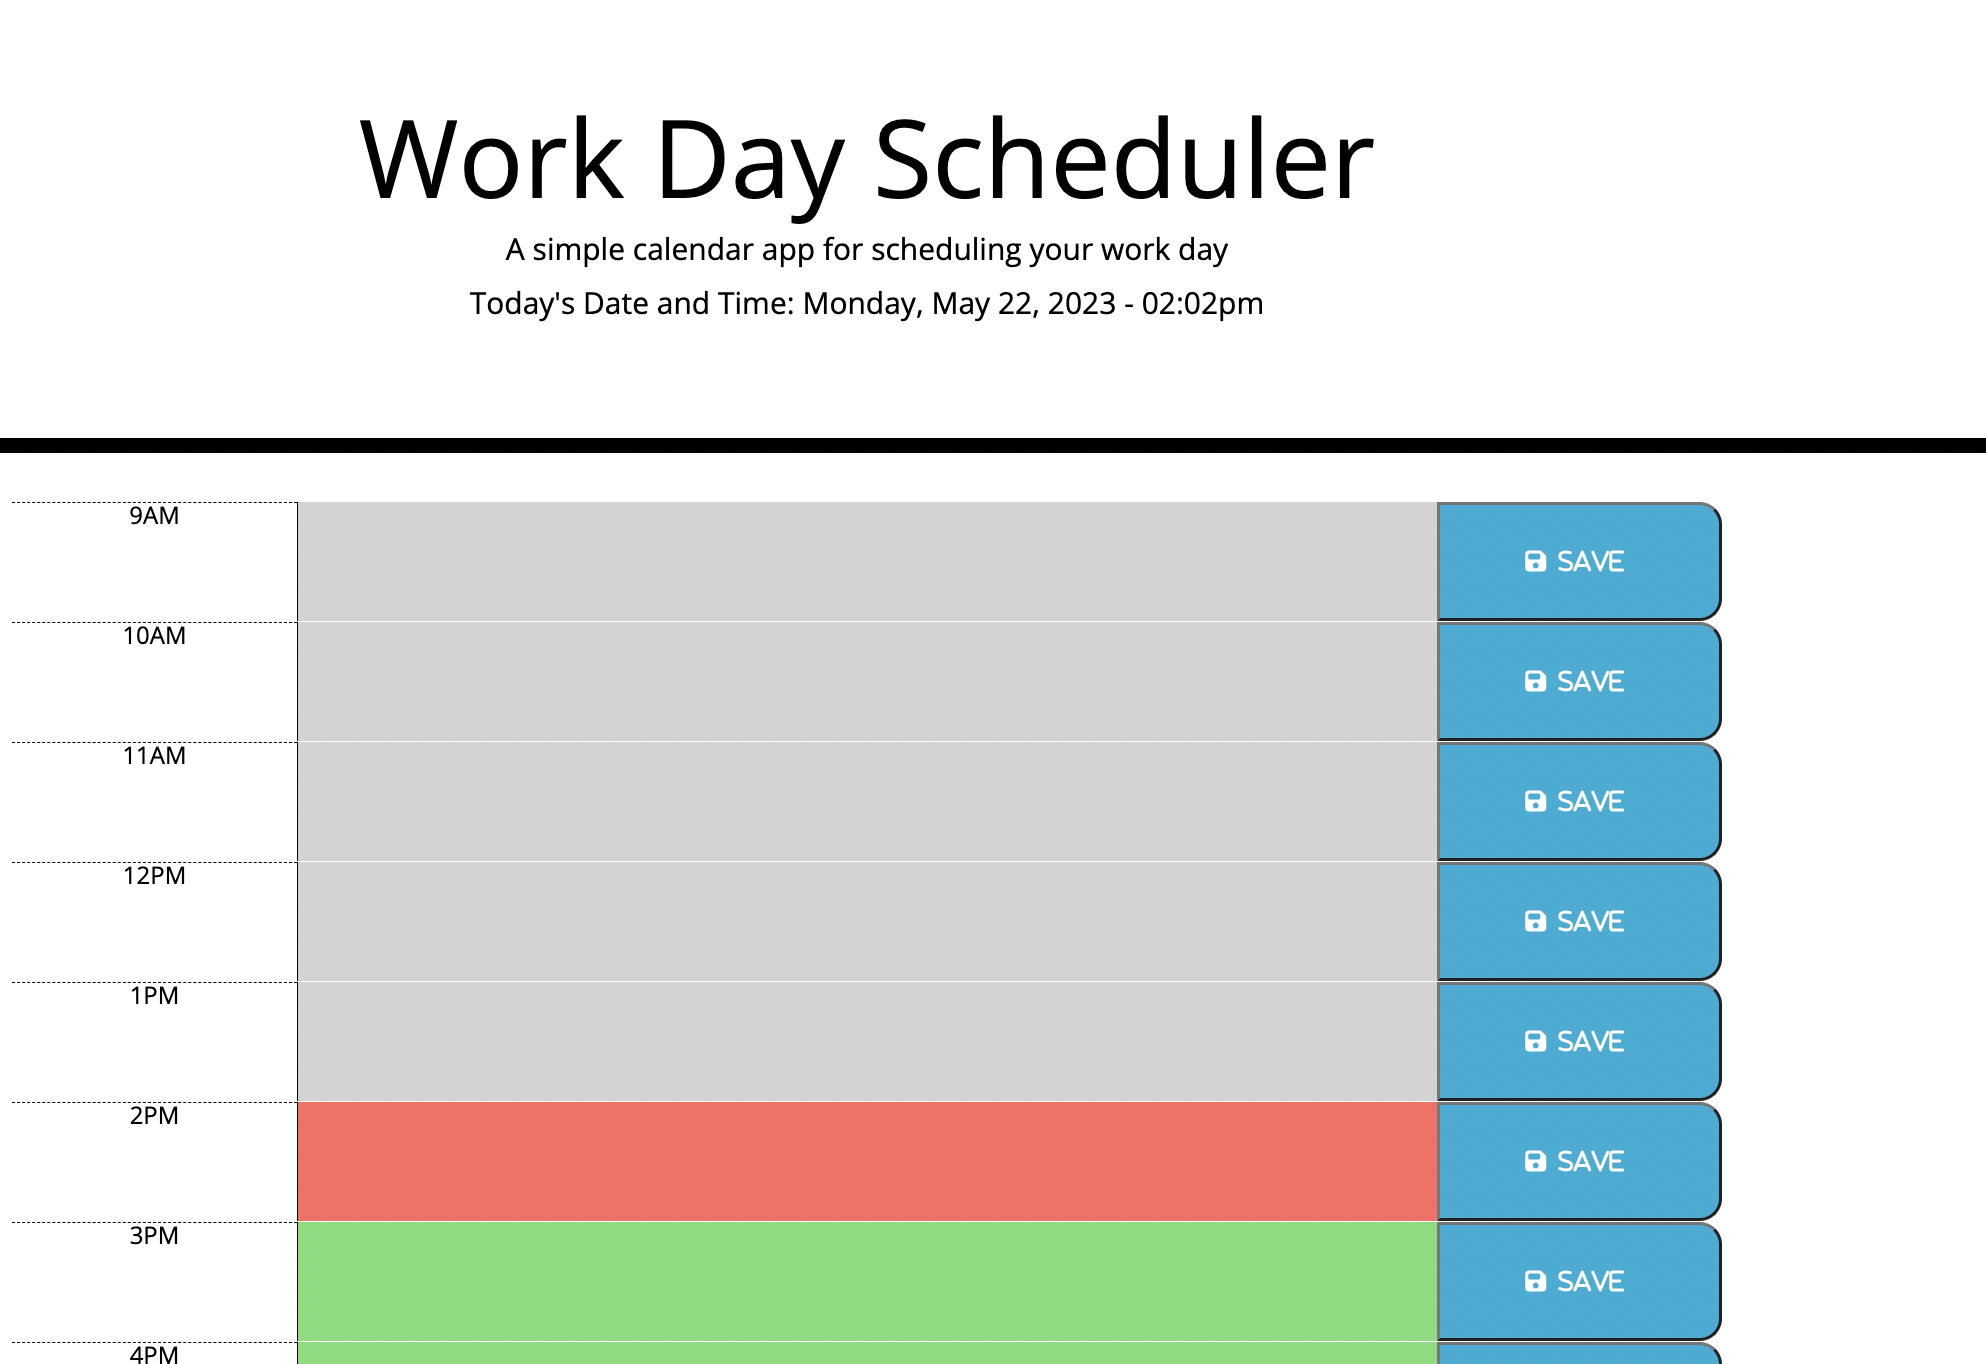 Work Day Scheduler
A simple calendar app for scheduling your work day
Today's Date and Time: Monday, May 22, 2023 - 02:02pm
9AM
SAVE
10AM
SAVE
11AM
SAVE
12PM
SAVE
1PM
SAVE
2PM
SAVE
3PM
SAVE
4PM